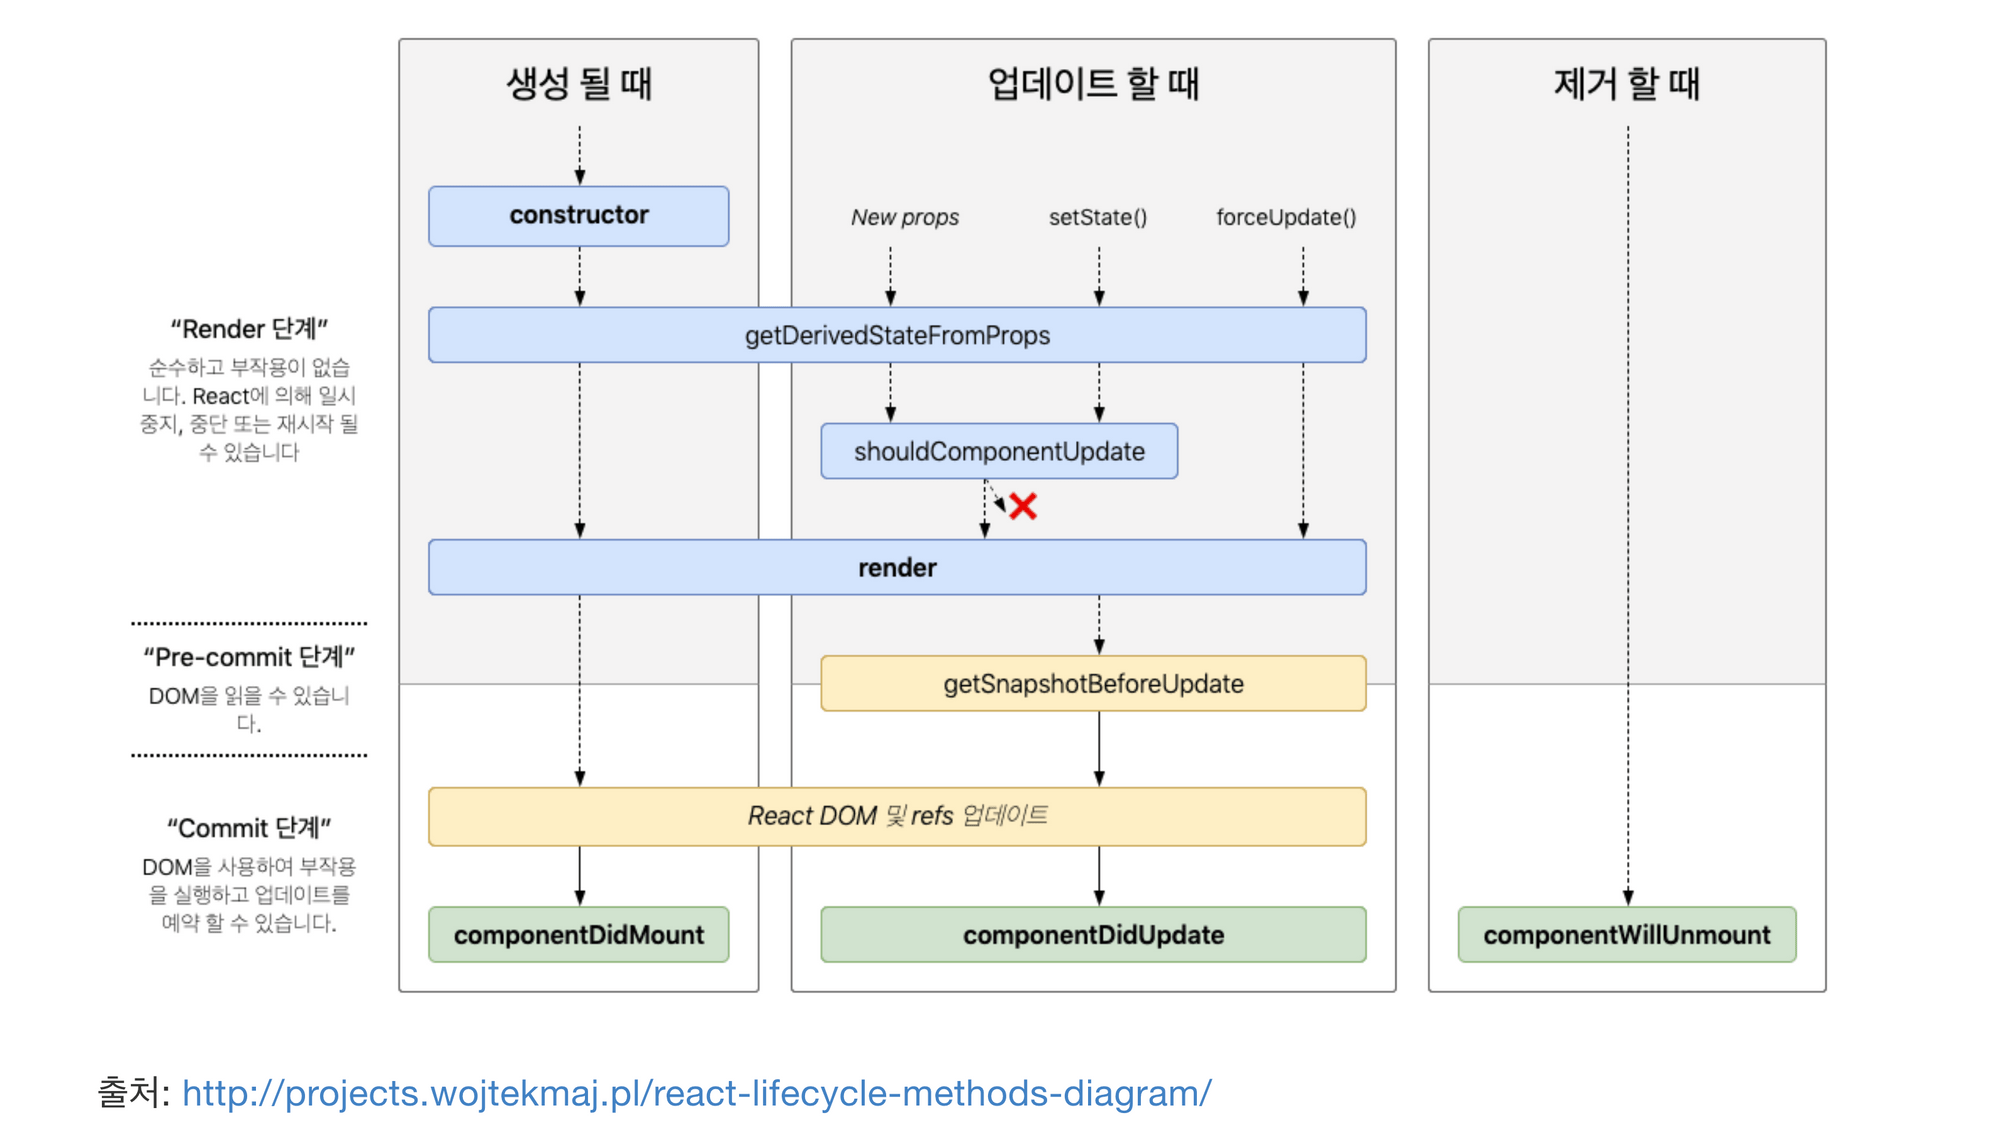 생성 될 때
업데이트 할 때
제거 할 때
constructor
New props
setState()
forceUpdate()
“Render 단계”
순수하고 부작용이 없습
니다. React에 의해 일시
중지, 중단 또는 재시작 될
수 있습니다
getDerivedStateFromProps
shouldComponentUpdate
render
“Pre-commit 단계”
DOM을 읽을 수 있습니
다.
getSnapshotBeforeUpdate
React DOM 및 refs 업데이트
“Commit 단계”
DOM을 사용하여 부작용
을 실행하고 업데이트를
예약 할 수 있습니다.
componentDidMount
componentDidUpdate
componentWillUnmount
출처: http://projects.wojtekmaj.pl/react-lifecycle-methods-diagram/